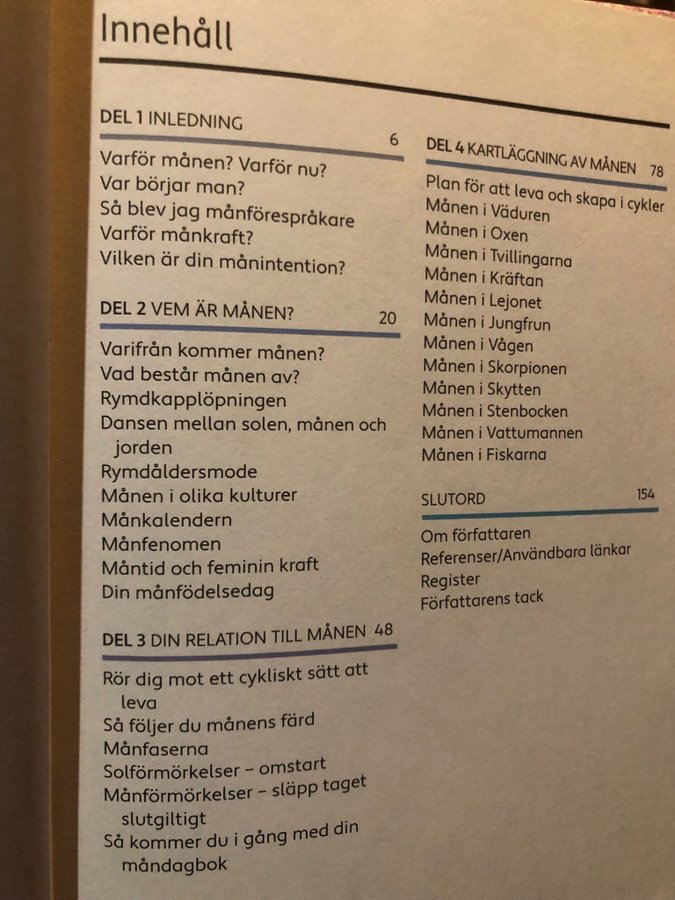 Innehåll
DEL 1 INLEDNING 6
Varför månen? Varför nu?
Var börjar man?
Så blev jag månförespråkare
Varför månkraft?
Vilken är din månintention?
DEL 2 VEM ÄR MÅNEN? 20
Varifrån kommer månen?
Vad består månen av?
Rymdkapplöpningen
Dansen mellan solen, månen och
jorden
Rymdåldersmode
Månen i olika kulturer
Månkalendern
Månfenomen
Måntid och feminin kraft
Din månfödelsedag
DEL 3 DIN RELATION TILL MÅNEN 48
Rör dig mot ett cykliskt sätt att
leva
Så följer du månens färd
Månfaserna
Solförmörkelser – omstart
Månförmörkelser – släpp taget
slutgiltigt
Så kommer du i gång med din
måndagbok
DEL 4 KARTLÄGGNING AV MÅNEN 78
Plan för att leva och skapa i cykler
Månen i Väduren
Månen i Oxen
Månen i Tvillingarna
Månen i Kräftan
Månen i Lejonet
Månen i Jungfrun
Månen i Vågen
Månen i Skorpionen
Månen i Skytten
Månen i Stenbocken
Månen i Vattumannen
Månen i Fiskarna
SLUTORD 154
Om författaren
Referenser/Användbara länkar
Register
Författarens tack